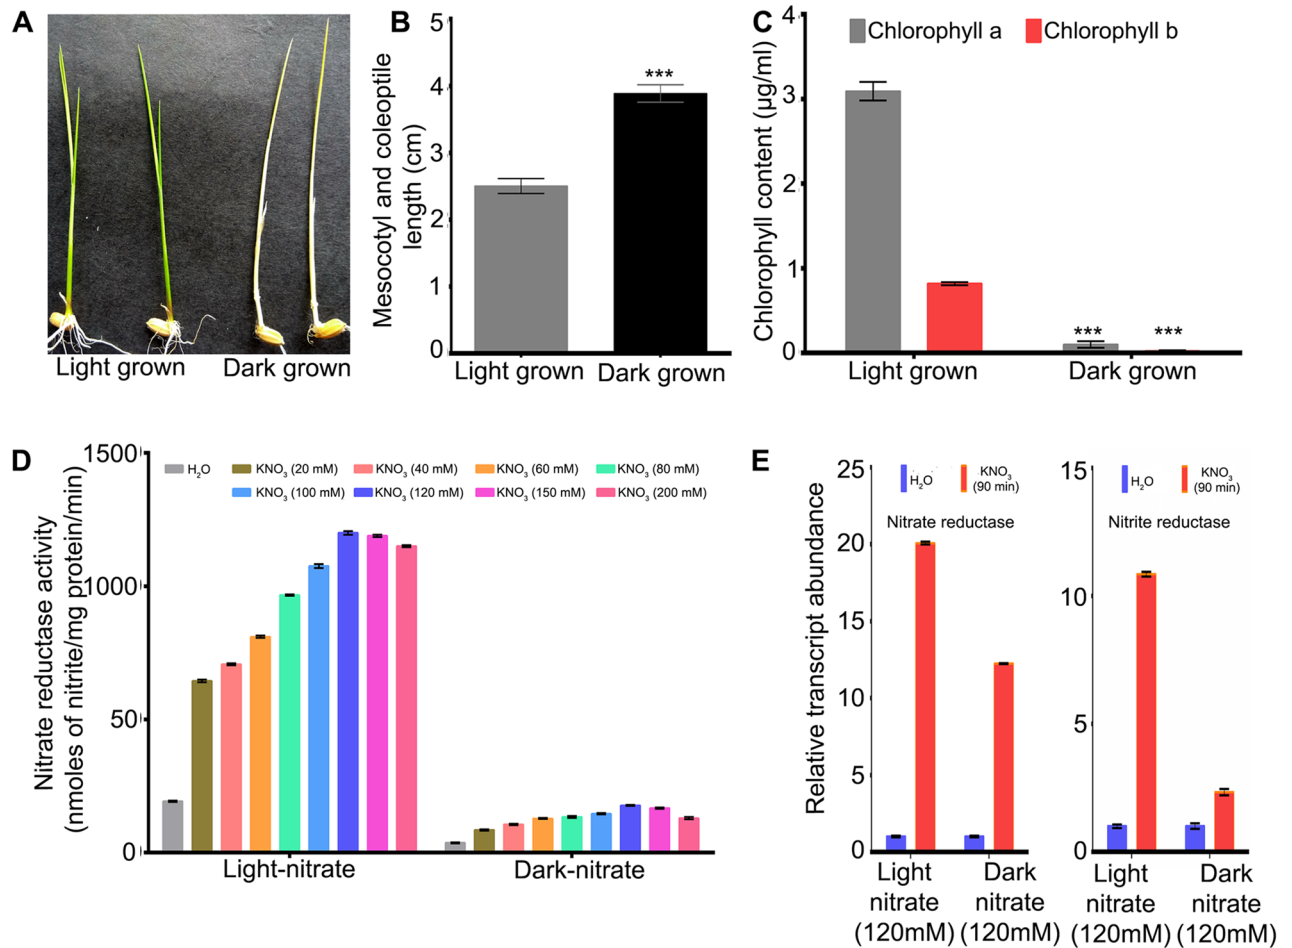 A
Light grown
Dark grown
B
Mesocotyl and coleoptile
length (cm)
5
4
3
2
1
0
***
Light grown
Dark grown
C
Chlorophyll content (µg/ml)
4
3
2
1
0
Chlorophyll a
Chlorophyll b
***
***
Light grown
Dark grown
D
Nitrate reductase activity
(nmoles of nitrite/mg protein/min)
1500
1000
500
0
H2O
KNO3 (20 mM)
KNO3 (40 mM)
KNO3 (60 mM)
KNO3 (80 mM)
KNO3 (100 mM)
KNO3 (120 mM)
KNO3 (150 mM)
KNO3 (200 mM)
Light-nitrate
Dark-nitrate
E
Relative transcript abundance
25
20
15
10
5
0
H2O
KNO3
(90 min)
Nitrate reductase
Light
nitrate
(120mM)
Dark
nitrate
(120mM)
15
10
5
0
H2O
KNO3
(90 min)
Nitrite reductase
Light
nitrate
(120mM)
Dark
nitrate
(120mM)